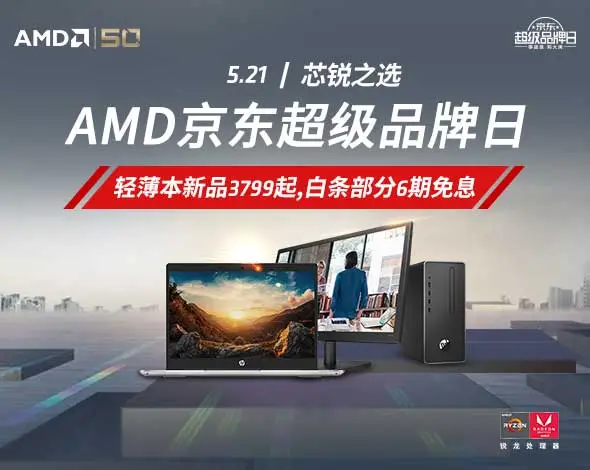 AMD 50
京东
超级品牌日
5.21 | 芯锐之选
AMD京东超级品牌日
轻薄本新品3799起,白条部分6期免息
hp
AMD
RYZEN
RADEON
锐龙处理器